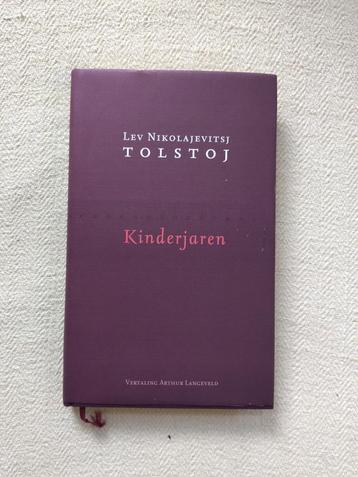 Lev Nikolajevitsj
TOLSTOJ
Kinderjaren
Vertaling Arthur Langeveld